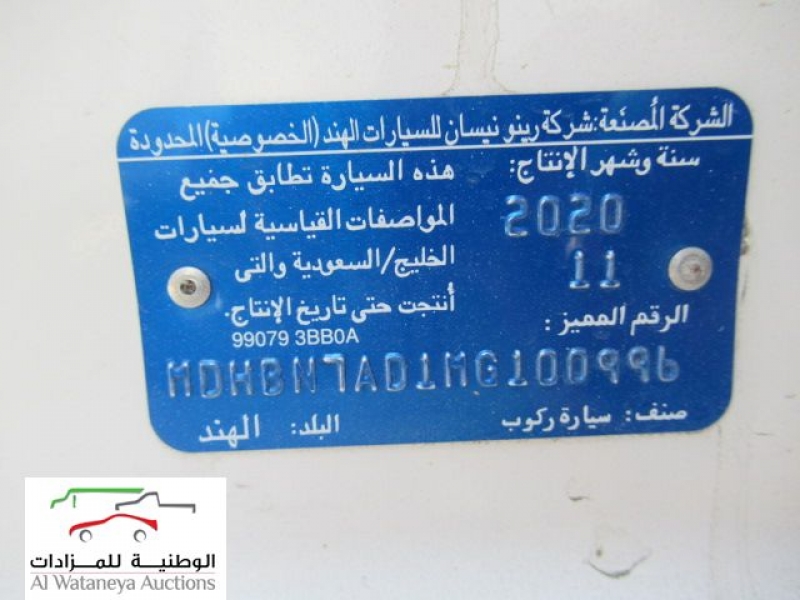 الشركة المُصنَعة: شركة رينو نيسان للسيارات الهند (الخصوصية) المحدودة
سنة وشهر الإنتاج:
2020
11
هذه السيارة تطابق جميع
المواصفات القياسية لسيارات
الخليج/السعودية والتى
أنتجت حتى تاريخ الإنتاج.
99079 3BB0A
الرقم المميز:
MDHBN7AD1MG100996
صنف: سيارة ركوب
البلد: الهند
الوطنية للمزادات
Al Wataneya Auctions